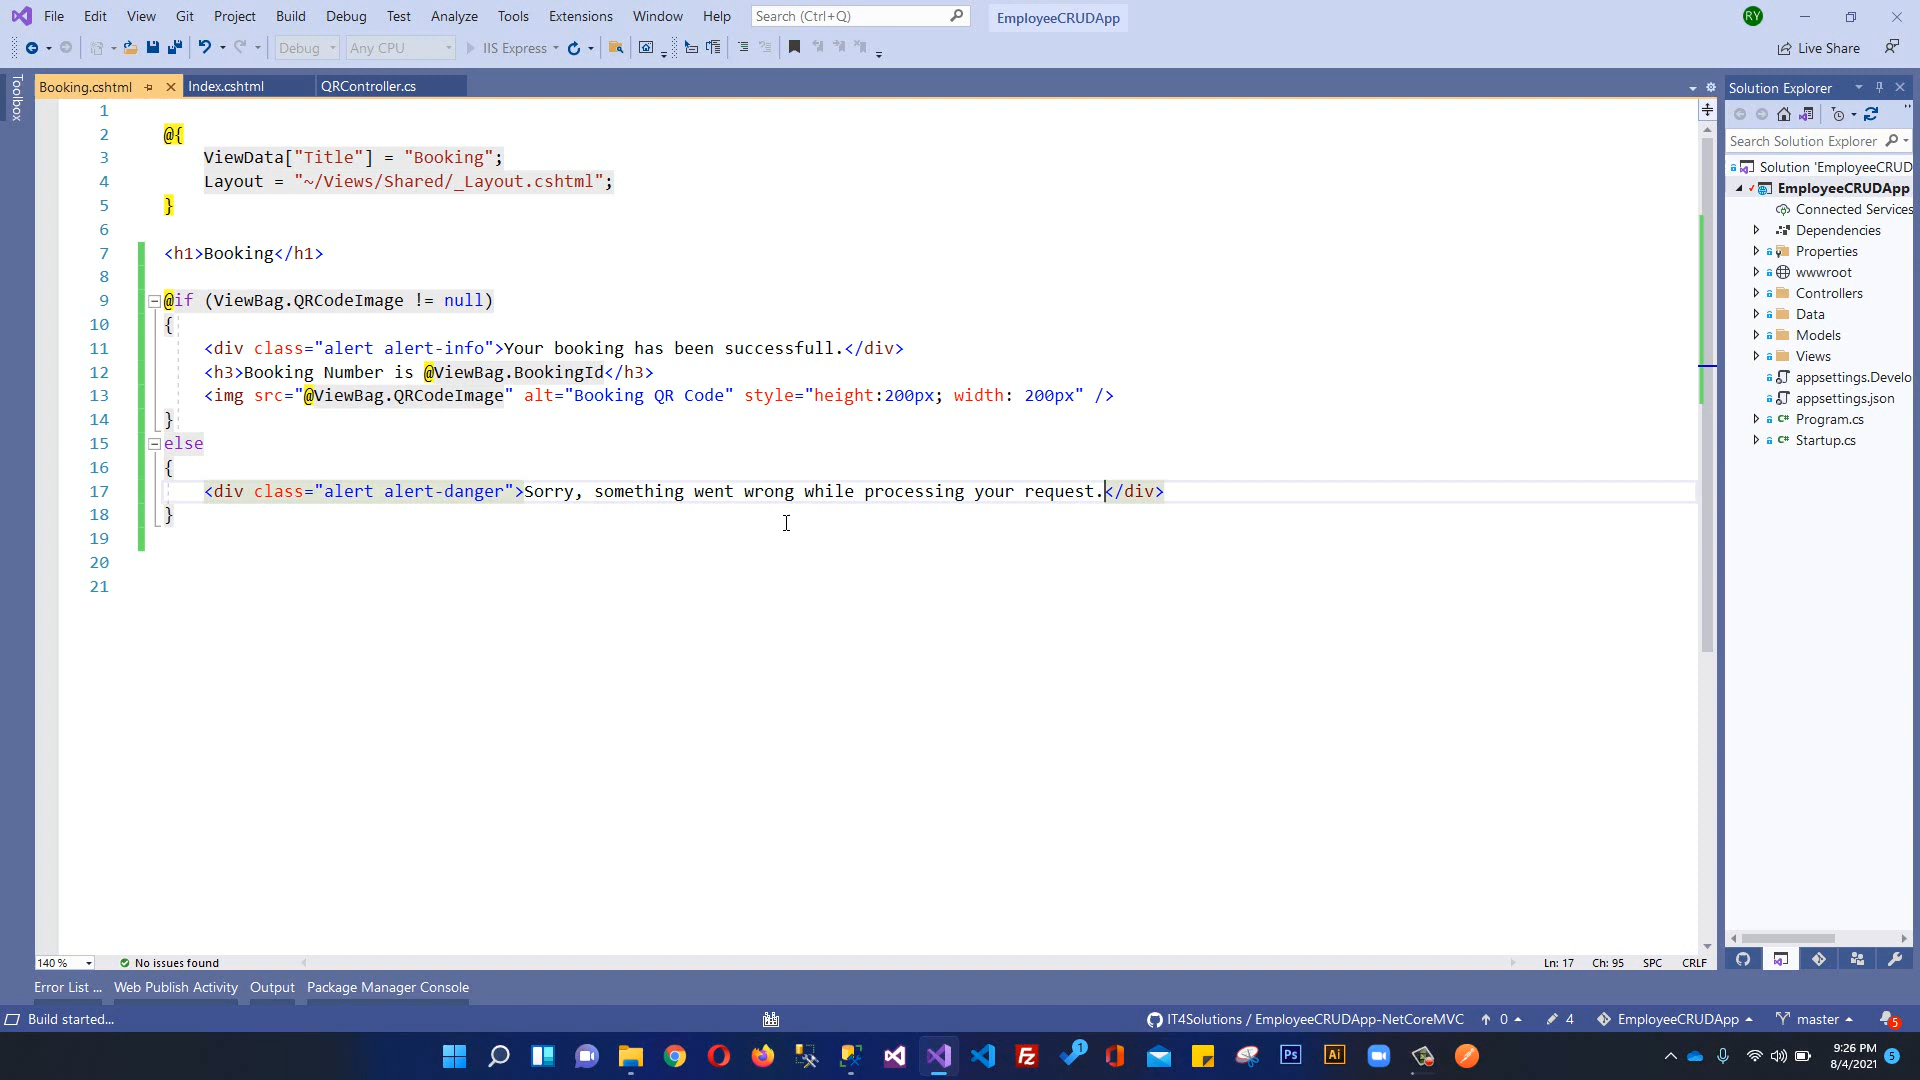 File Edit View Git Project Build Debug Test Analyze Tools Extensions Window Help Search (Ctrl+Q) EmployeeCRUDApp RY
Debug Any CPU IIS Express Live Share
Toolbox
Booking.cshtml Index.cshtml QRController.cs
1
2 @{
3 ViewData["Title"] = "Booking";
4 Layout = "~/Views/Shared/_Layout.cshtml";
5 }
6
7 <h1>Booking</h1>
8
9 @if (ViewBag.QRCodeImage != null)
10 {
11 <div class="alert alert-info">Your booking has been successfull.</div>
12 <h3>Booking Number is @ViewBag.BookingId</h3>
13 <img src="@ViewBag.QRCodeImage" alt="Booking QR Code" style="height:200px; width: 200px" />
14 }
15 else
16 {
17 <div class="alert alert-danger">Sorry, something went wrong while processing your request.</div>
18 }
19
20
21
Solution Explorer
Search Solution Explorer
Solution 'EmployeeCRUD
EmployeeCRUDApp
Connected Services
Dependencies
Properties
wwwroot
Controllers
Data
Models
Views
appsettings.Develo
appsettings.json
C# Program.cs
C# Startup.cs
140 % No issues found Ln: 17 Ch: 95 SPC CRLF
Error List ... Web Publish Activity Output Package Manager Console
Build started... IT4Solutions / EmployeeCRUDApp-NetCoreMVC 0 4 EmployeeCRUDApp master 5
1 Ps Ai 9:26 PM 5
8/4/2021